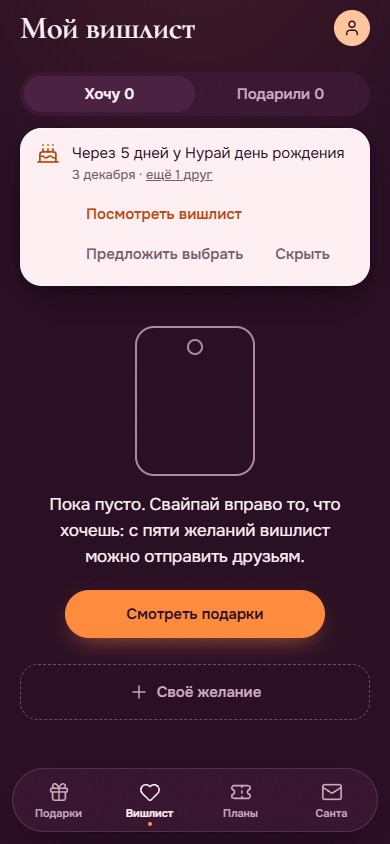 Мой вишлист
Хочу 0
Подарили 0
Через 5 дней у Нурай день рождения
3 декабря · ещё 1 друг
Посмотреть вишлист
Предложить выбрать
Скрыть
Пока пусто. Свайпай вправо то, что
хочешь: с пяти желаний вишлист
можно отправить друзьям.
Смотреть подарки
Своё желание
Подарки
Вишлист
Планы
Санта